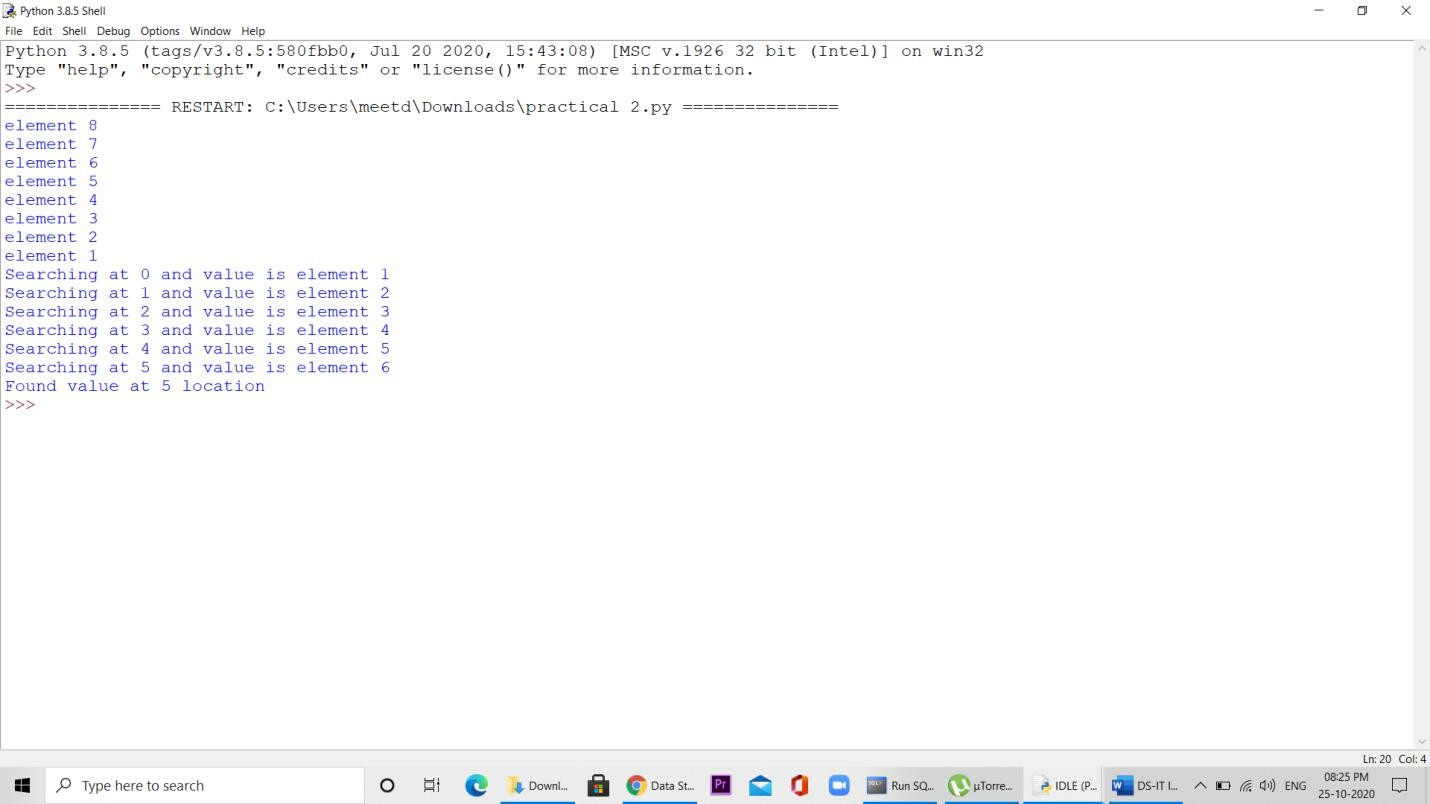 Python 3.8.5 Shell
File Edit Shell Debug Options Window Help
Python 3.8.5 (tags/v3.8.5:580fbb0, Jul 20 2020, 15:43:08) [MSC v.1926 32 bit (Intel)] on win32
Type "help", "copyright", "credits" or "license()" for more information.
>>>
=============== RESTART: C:\Users\meetd\Downloads\practical 2.py ===============
element 8
element 7
element 6
element 5
element 4
element 3
element 2
element 1
Searching at 0 and value is element 1
Searching at 1 and value is element 2
Searching at 2 and value is element 3
Searching at 3 and value is element 4
Searching at 4 and value is element 5
Searching at 5 and value is element 6
Found value at 5 location
>>>
Ln: 20 Col: 4
Type here to search Downl... Data St... Pr Run SQ... µTorre... IDLE (P... DS-IT I... ENG 08:25 PM
25-10-2020